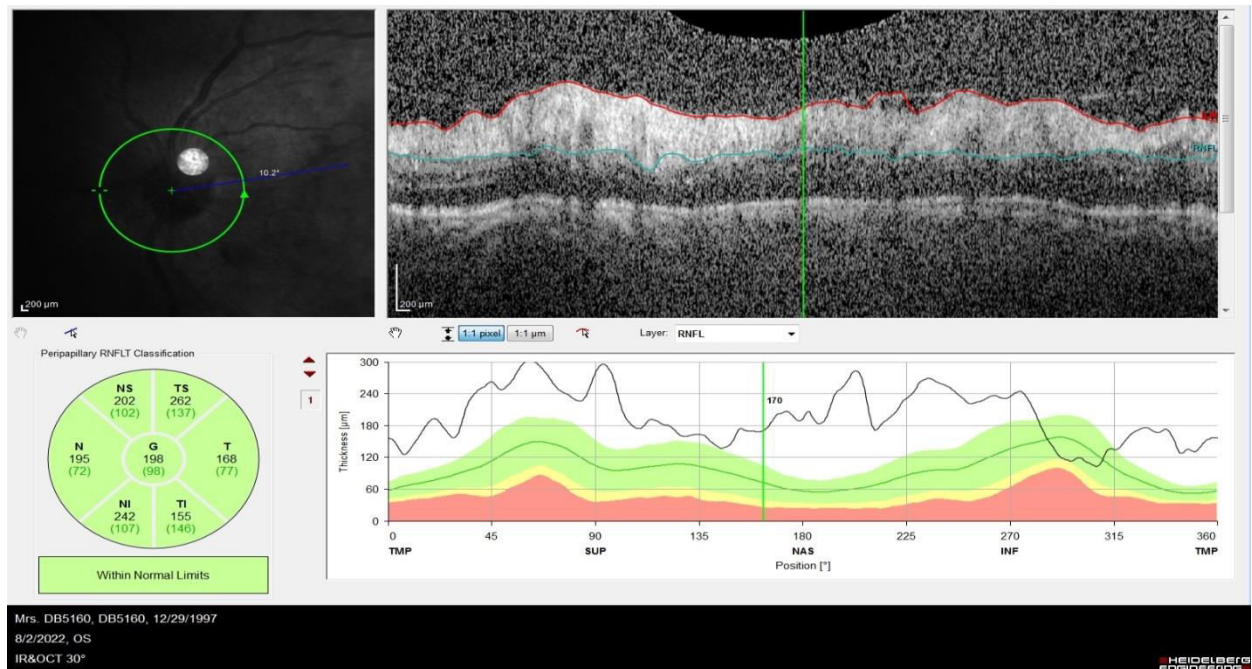 10.2°
200 µm
RNFL
200 µm
1:1 pixel 1:1 µm Layer: RNFL
Peripapillary RNFLT Classification
NS
202
(102)
TS
262
(137)
N
195
(72)
G
198
(98)
T
168
(77)
NI
242
(107)
TI
155
(146)
Within Normal Limits
1
Thickness [µm]
300
240
180
120
60
0
170
0 45 90 135 180 225 270 315 360
TMP SUP NAS INF TMP
Position [°]
Mrs. DB5160, DB5160, 12/29/1997
8/2/2022, OS
IR&OCT 30°
HEIDELBERG
ENGINEERING